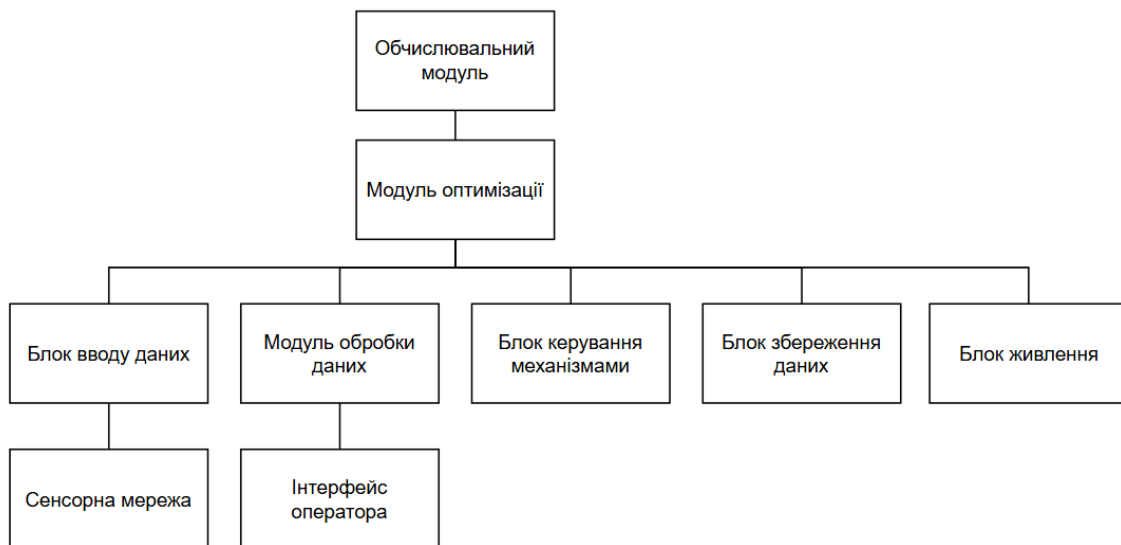 Обчислювальний
модуль
Модуль оптимізації
Блок вводу даних
Модуль обробки
даних
Блок керування
механізмами
Блок збереження
даних
Блок живлення
Сенсорна мережа
Інтерфейс
оператора